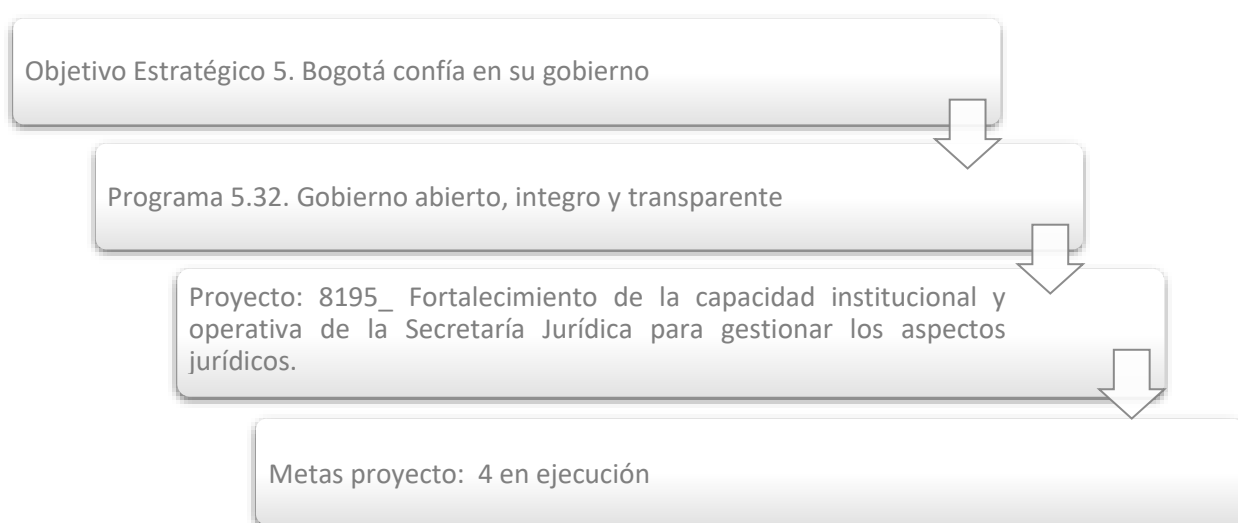 Objetivo Estratégico 5. Bogotá confía en su gobierno
Programa 5.32. Gobierno abierto, integro y transparente
Proyecto: 8195_ Fortalecimiento de la capacidad institucional y
operativa de la Secretaría Jurídica para gestionar los aspectos
jurídicos.
Metas proyecto: 4 en ejecución